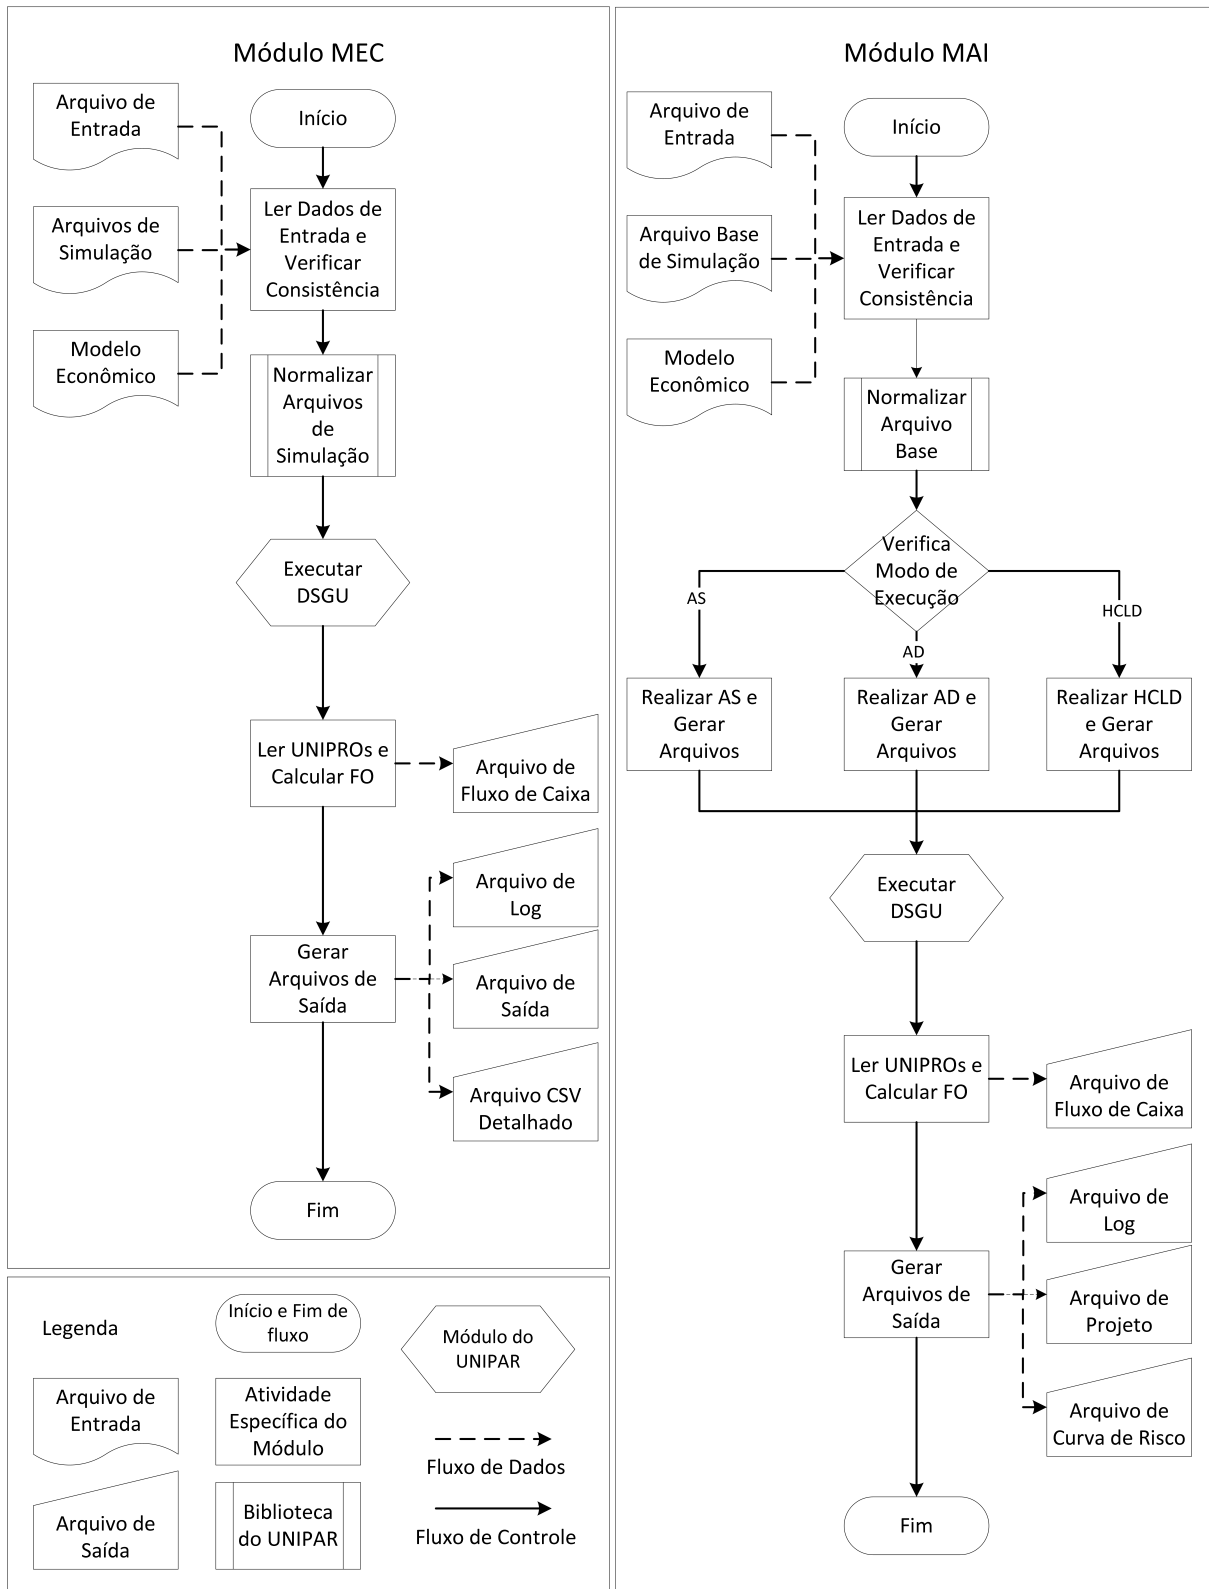 Módulo MEC
Arquivo de
Entrada
Início
Arquivos de
Simulação
Ler Dados de
Entrada e
Verificar
Consistência
Modelo
Econômico
Normalizar
Arquivos
de
Simulação
Executar
DSGU
Ler UNIPROs e
Calcular FO
Arquivo de
Fluxo de Caixa
Arquivo de
Log
Gerar
Arquivos de
Saída
Arquivo de
Saída
Arquivo CSV
Detalhado
Fim
Módulo MAI
Arquivo de
Entrada
Início
Arquivo Base
de Simulação
Ler Dados de
Entrada e
Verificar
Consistência
Modelo
Econômico
Normalizar
Arquivo
Base
Verifica
Modo de
Execução
AS
AD
HCLD
Realizar AS e
Gerar
Arquivos
Realizar AD e
Gerar
Arquivos
Realizar HCLD
e Gerar
Arquivos
Executar
DSGU
Ler UNIPROs e
Calcular FO
Arquivo de
Fluxo de Caixa
Arquivo de
Log
Gerar
Arquivos de
Saída
Arquivo de
Projeto
Arquivo de
Curva de Risco
Fim
Legenda
Início e Fim de
fluxo
Módulo do
UNIPAR
Arquivo de
Entrada
Atividade
Específica do
Módulo
Fluxo de Dados
Arquivo de
Saída
Biblioteca
do UNIPAR
Fluxo de Controle